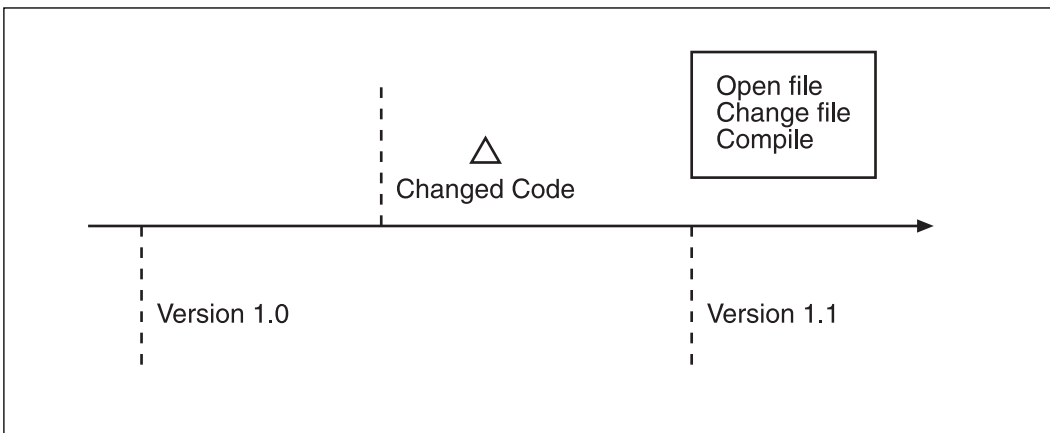 Open file
Change file
Compile
Changed Code
Version 1.0
Version 1.1